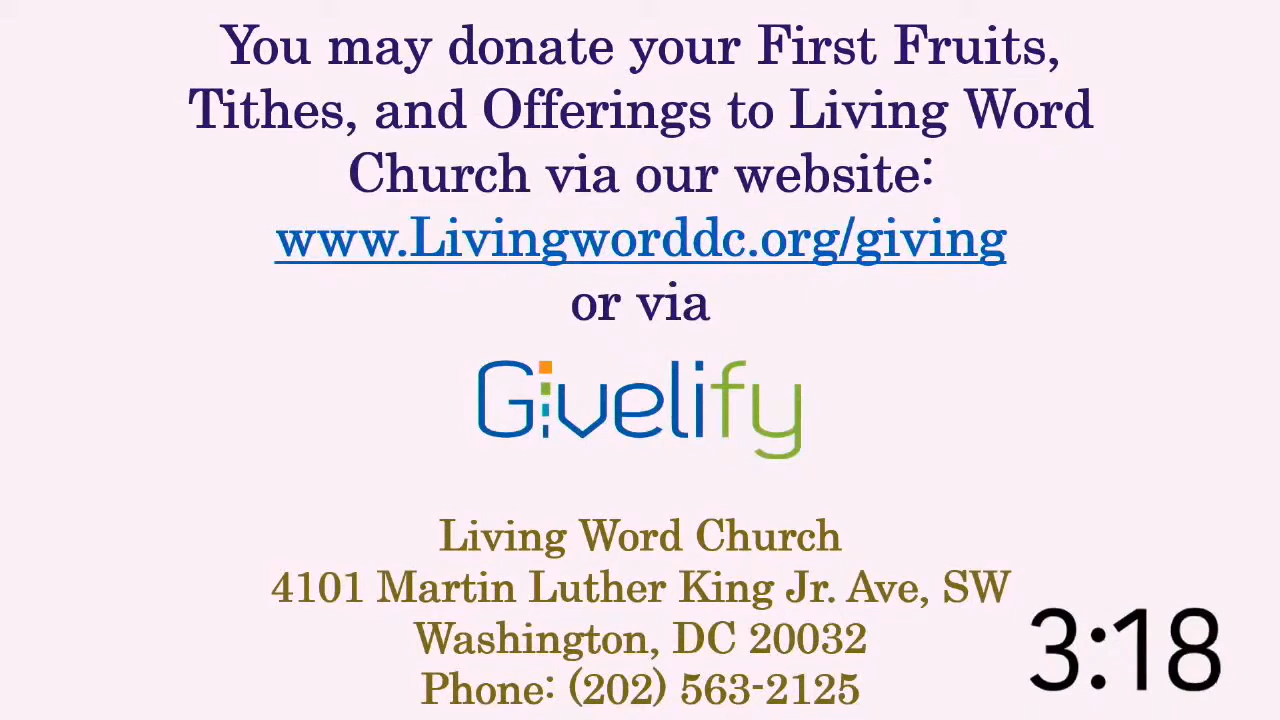 You may donate your First Fruits,
Tithes, and Offerings to Living Word
Church via our website:
www.Livingworddc.org/giving
or via
Givelify
Living Word Church
4101 Martin Luther King Jr. Ave, SW
Washington, DC 20032
Phone: (202) 563-2125
3:18